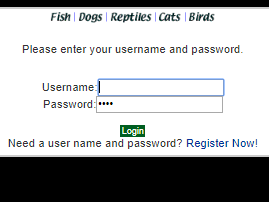 Fish | Dogs | Reptiles | Cats | Birds
Please enter your username and password.
Username:
Password: ••••
Login
Need a user name and password? Register Now!